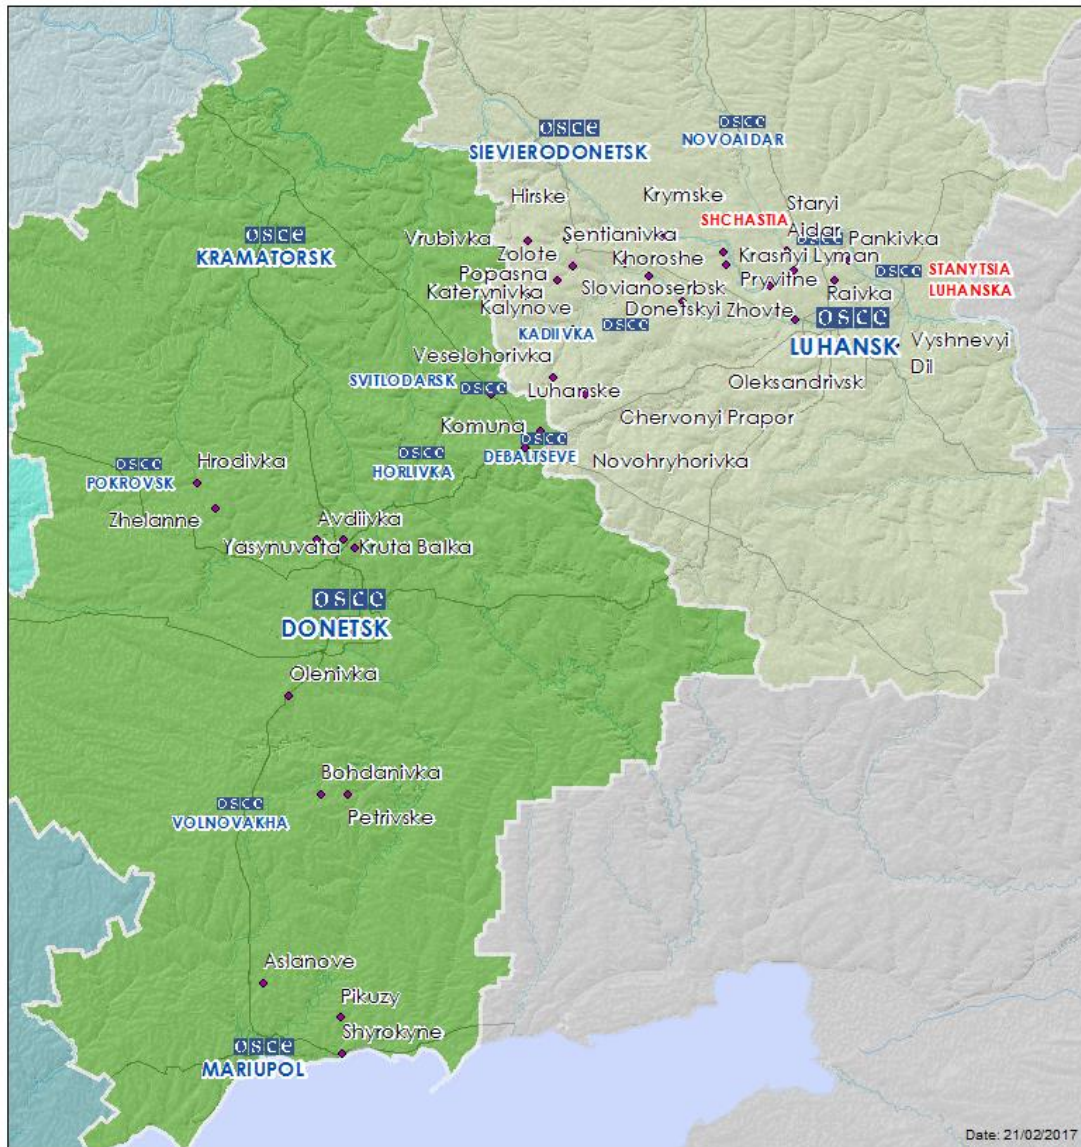 osce
SIEVIERODONETSK
osce
NOVOAIDAR
Hirske
Krymske
Staryi
Aidar
SHCHASTIA
osce
KRAMATORSK
Vrubivka
Sentianivka
osce
Pankivka
Zolote
Khoroshe
Krasnyi Lyman
Popasna
Pryvitne
osce
STANYTSIA
LUHANSKA
Katerynivka
Slovianoserbsk
Raivka
Kalynove
Donetskyi
Zhovte
osce
KADIIVKA
osce
LUHANSK
Vyshnevyi
Dil
Veselohorivka
SVITLODARSK
osce
Luhanske
Oleksandrivsk
Chervonyi Prapor
Komuna
osce
DEBALTSEVE
osce
HORLIVKA
Novohryhorivka
osce
POKROVSK
Hrodivka
Zhelanne
Avdiivka
Yasynuvata
Kruta Balka
osce
DONETSK
Olenivka
Bohdanivka
Petrivske
osce
VOLNOVAKHA
Aslanove
Pikuzy
Shyrokyne
osce
MARIUPOL
Date: 21/02/2017